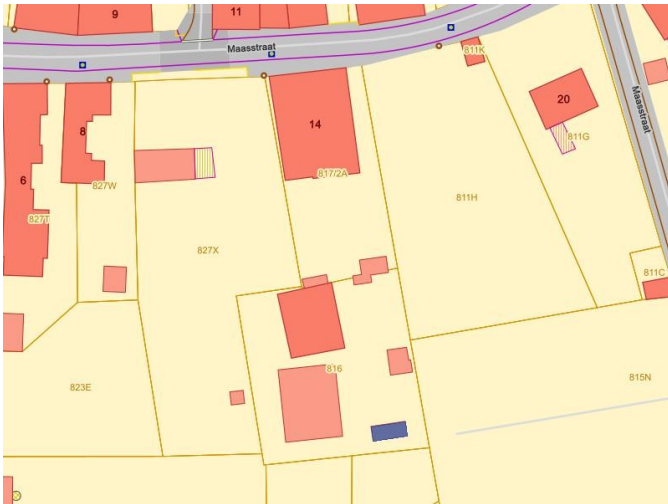 9
11
Maasstraat
811K
20
Maasstraat
8
14
811G
6
827W
817/2A
827T
811H
827X
811C
816
823E
815N